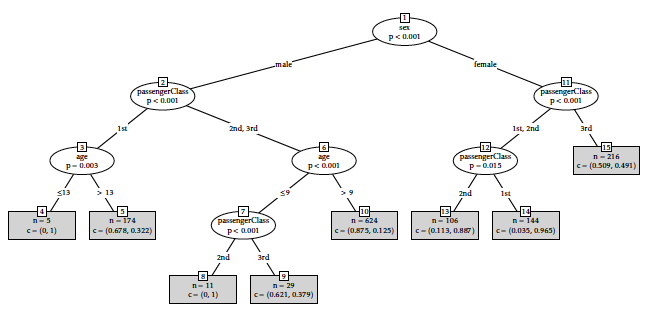 1
sex
p < 0.001
male
female
2
passengerClass
p < 0.001
11
passengerClass
p < 0.001
1st
2nd, 3rd
1st, 2nd
3rd
3
age
p = 0.003
6
age
p < 0.001
12
passengerClass
p = 0.015
15
n = 216
c = (0.509, 0.491)
≤13
> 13
≤9
> 9
2nd
1st
4
n = 5
c = (0, 1)
5
n = 174
c = (0.678, 0.322)
7
passengerClass
p < 0.001
10
n = 624
c = (0.875, 0.125)
13
n = 106
c = (0.113, 0.887)
14
n = 144
c = (0.035, 0.965)
2nd
3rd
8
n = 11
c = (0, 1)
9
n = 29
c = (0.621, 0.379)